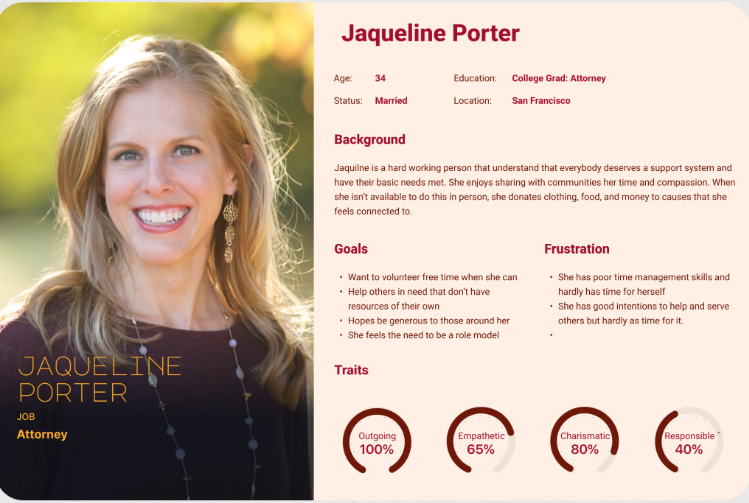 Jaqueline Porter
Age: 34 Education: College Grad: Attorney
Status: Married Location: San Francisco
Background
Jaquilne is a hard working person that understand that everybody deserves a support system and
have their basic needs met. She enjoys sharing with communities her time and compassion. When
she isn't available to do this in person, she donates clothing, food, and money to causes that she
feels connected to.
Goals
• Want to volunteer free time when she can
• Help others in need that don't have
resources of their own
• Hopes be generous to those around her
• She feels the need to be a role model
Frustration
• She has poor time management skills and
hardly has time for herself
• She has good intentions to help and serve
others but hardly as time for it.
•
Traits
Outgoing
100%
Empathetic
65%
Charismatic
80%
Responsible
40%
JAQUELINE
PORTER
JOB
Attorney